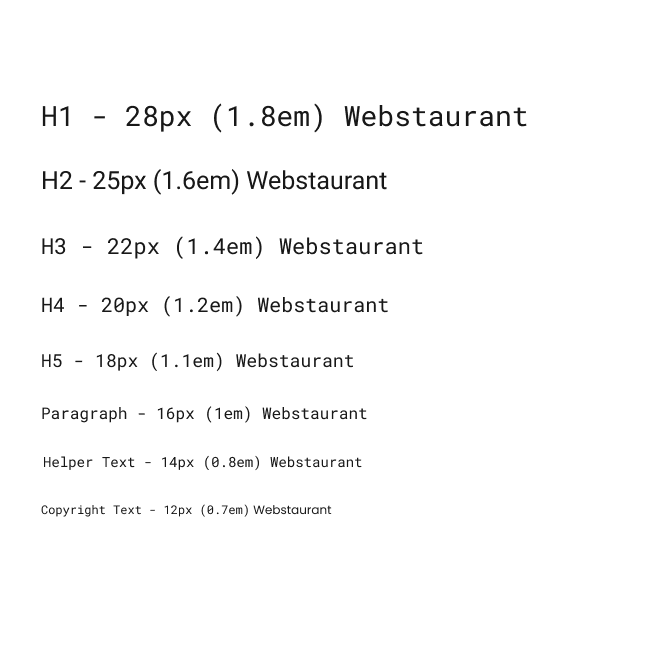 H1 - 28px (1.8em) Webstaurant
H2 - 25px (1.6em) Webstaurant
H3 - 22px (1.4em) Webstaurant
H4 - 20px (1.2em) Webstaurant
H5 - 18px (1.1em) Webstaurant
Paragraph - 16px (1em) Webstaurant
Helper Text - 14px (0.8em) Webstaurant
Copyright Text - 12px (0.7em) Webstaurant